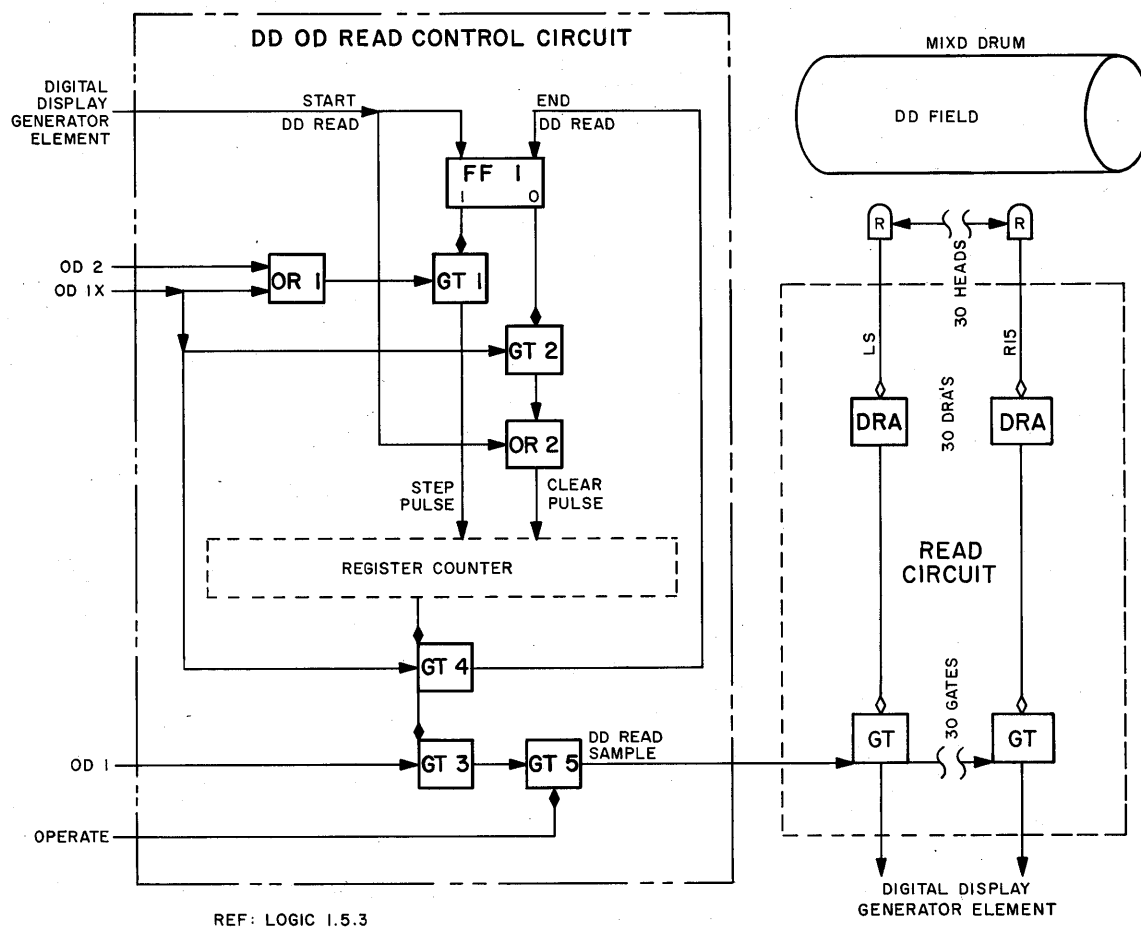 DD OD READ CONTROL CIRCUIT
MIXD DRUM
DD FIELD
DIGITAL
DISPLAY
GENERATOR
ELEMENT
START
DD READ
END
DD READ
FF 1
1 0
R R
30 HEADS
OD 2
OD 1X
OR 1
GT 1
GT 2
LS
R15
DRA
30 DRA'S
DRA
OR 2
STEP
PULSE
CLEAR
PULSE
REGISTER COUNTER
READ
CIRCUIT
GT 4
30 GATES
GT
GT
OD 1
GT 3
GT 5
DD READ
SAMPLE
OPERATE
DIGITAL DISPLAY
GENERATOR ELEMENT
REF: LOGIC 1.5.3